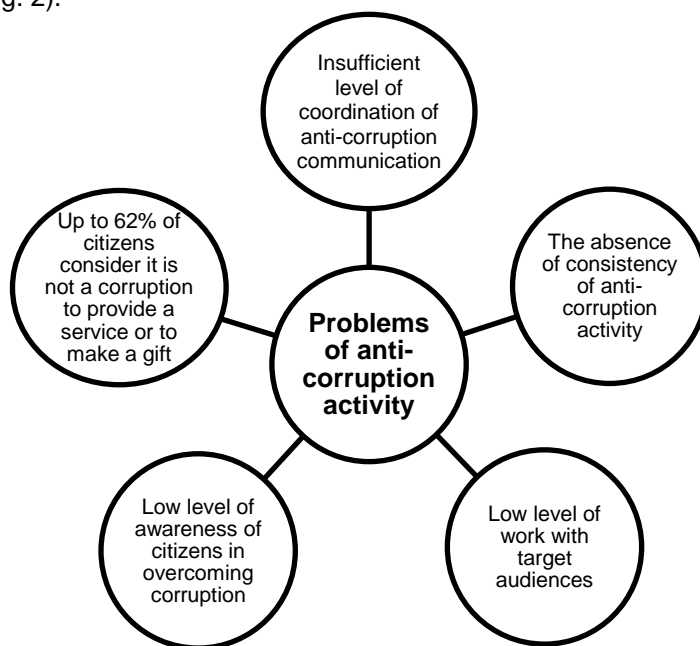 g. 2).
Insufficient
level of
coordination of
anti-corruption
communication
Up to 62% of
citizens
consider it is
not a corruption
to provide a
service or to
make a gift
The absence
of consistency
of anti-
corruption
activity
Problems
of anti-
corruption
activity
Low level of
awareness of
citizens in
overcoming
corruption
Low level of
work with
target
audiences